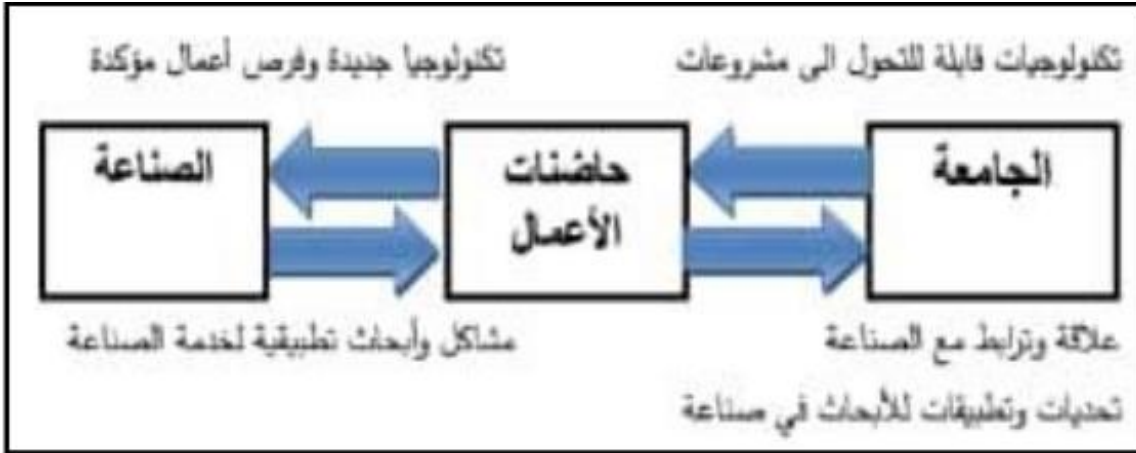 تكنولوجيات قابلة للتحول الى مشروعات
تكنولوجيا جديدة وفرص أعمال مؤكدة
الجامعة
حاضنات
الأعمال
الصناعة
علاقة وترابط مع الصناعة
مشاكل وأبحاث تطبيقية لخدمة الصناعة
تحديات وتطبيقات للأبحاث في صناعة